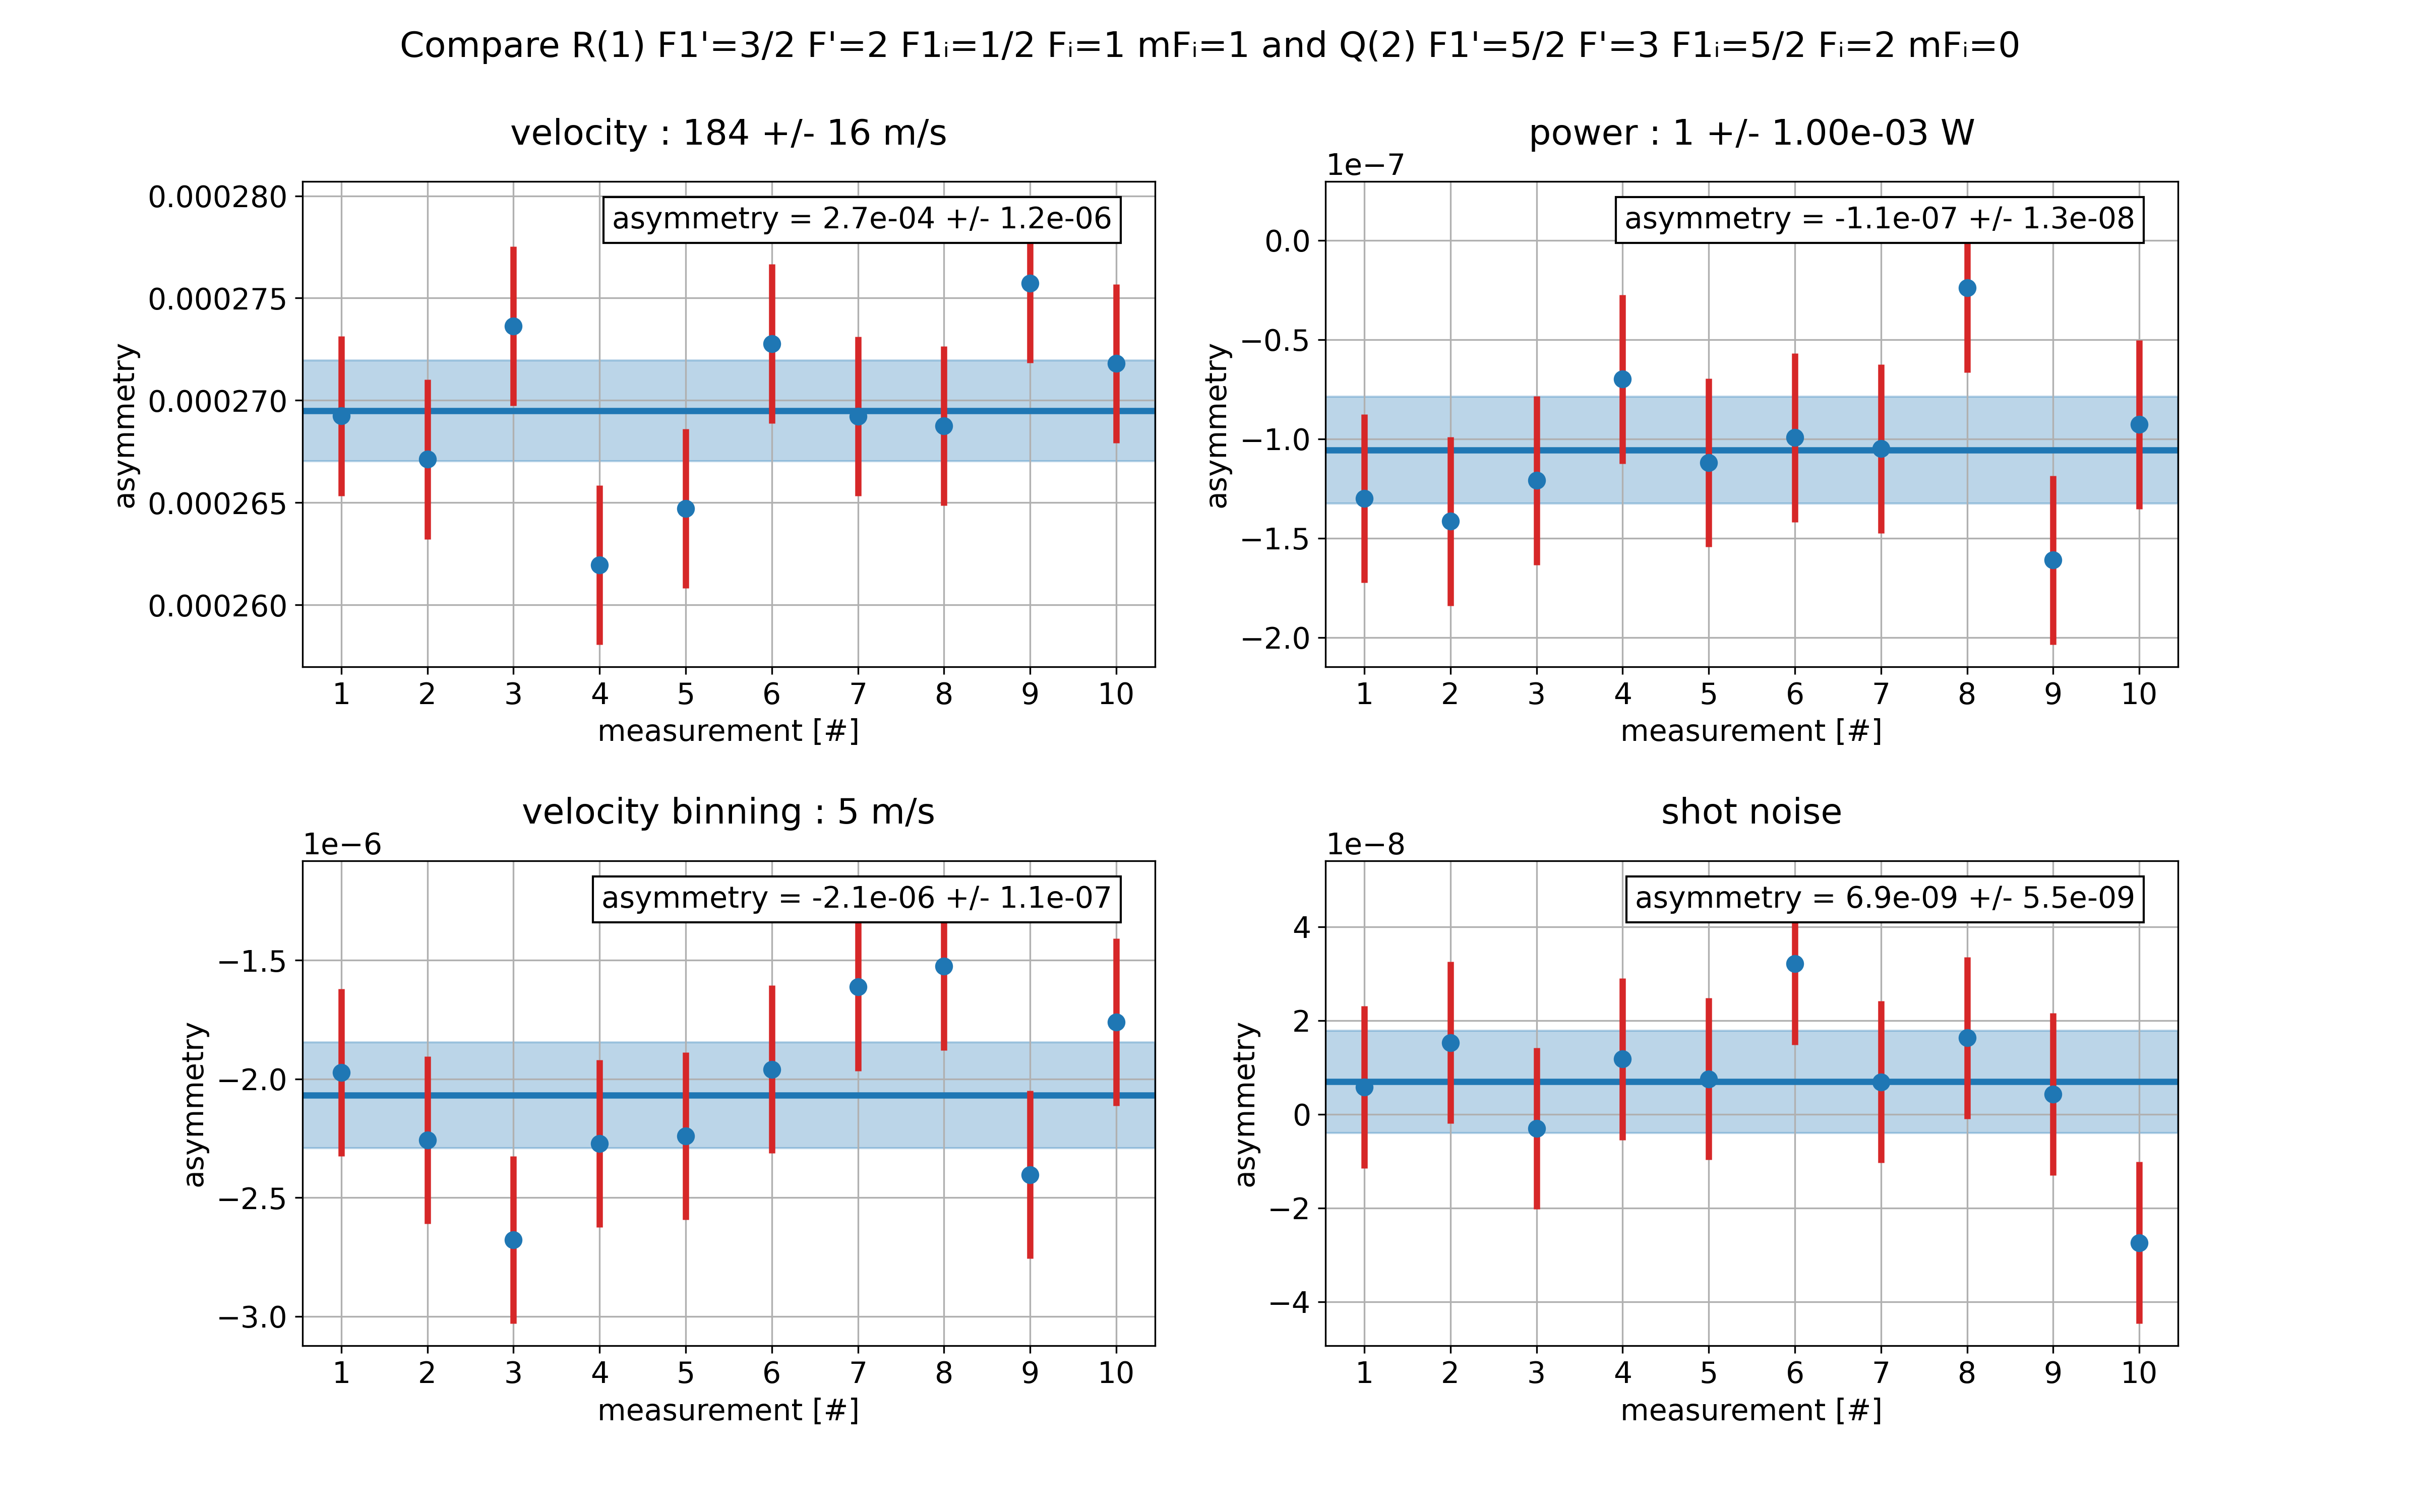 Compare R(1) F1'=3/2 F'=2 F1ᵢ=1/2 Fᵢ=1 mFᵢ=1 and Q(2) F1'=5/2 F'=3 F1ᵢ=5/2 Fᵢ=2 mFᵢ=0
velocity : 184 +/- 16 m/s
asymmetry = 2.7e-04 +/- 1.2e-06
0.000280
0.000275
0.000270
0.000265
0.000260
asymmetry
1 2 3 4 5 6 7 8 9 10
measurement [#]
power : 1 +/- 1.00e-03 W
1e−7
asymmetry = -1.1e-07 +/- 1.3e-08
0.0
−0.5
−1.0
−1.5
−2.0
asymmetry
1 2 3 4 5 6 7 8 9 10
measurement [#]
velocity binning : 5 m/s
1e−6
asymmetry = -2.1e-06 +/- 1.1e-07
−1.5
−2.0
−2.5
−3.0
asymmetry
1 2 3 4 5 6 7 8 9 10
measurement [#]
shot noise
1e−8
asymmetry = 6.9e-09 +/- 5.5e-09
4
2
0
−2
−4
asymmetry
1 2 3 4 5 6 7 8 9 10
measurement [#]